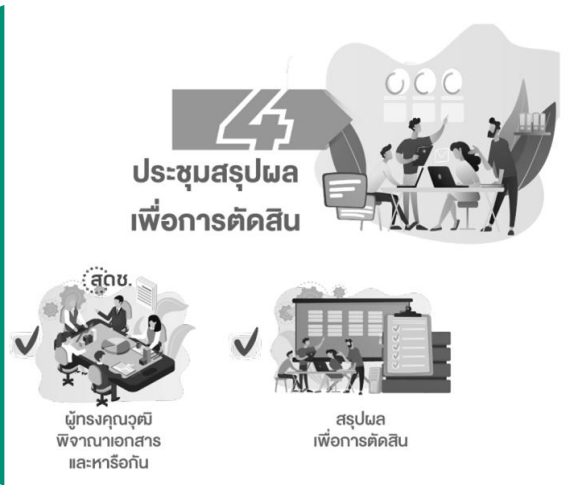 4
ประชุมสรุปผล
เพื่อการตัดสิน
สดช.
ผู้ทรงคุณวุฒิ
พิจาณาเอกสาร
และหารือกัน
สรุปผล
เพื่อการตัดสิน